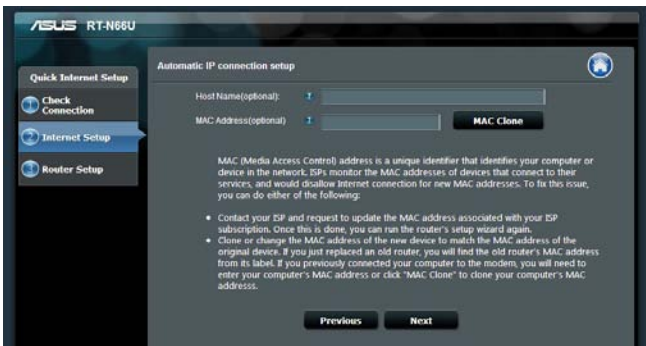 ASUS RT-N66U
Quick Internet Setup
1 Check
Connection
2 Internet Setup
3 Router Setup
Automatic IP connection setup
Host Name(optional):
MAC Address(optional)
MAC Clone
MAC (Media Access Control) address is a unique identifier that identifies your computer or
device in the network. ISPs monitor the MAC addresses of devices that connect to their
services, and would disallow Internet connection for new MAC addresses. To fix this issue,
you can do either of the following:
• Contact your ISP and request to update the MAC address associated with your ISP
subscription. Once this is done, you can run the router's setup wizard again.
• Clone or change the MAC address of the new device to match the MAC address of the
original device. If you just replaced an old router, you will find the old router's MAC address
from its label. If you previously connected your computer to the modem, you will need to
enter your computer's MAC address or click "MAC Clone" to clone your computer's MAC
addresss.
Previous Next